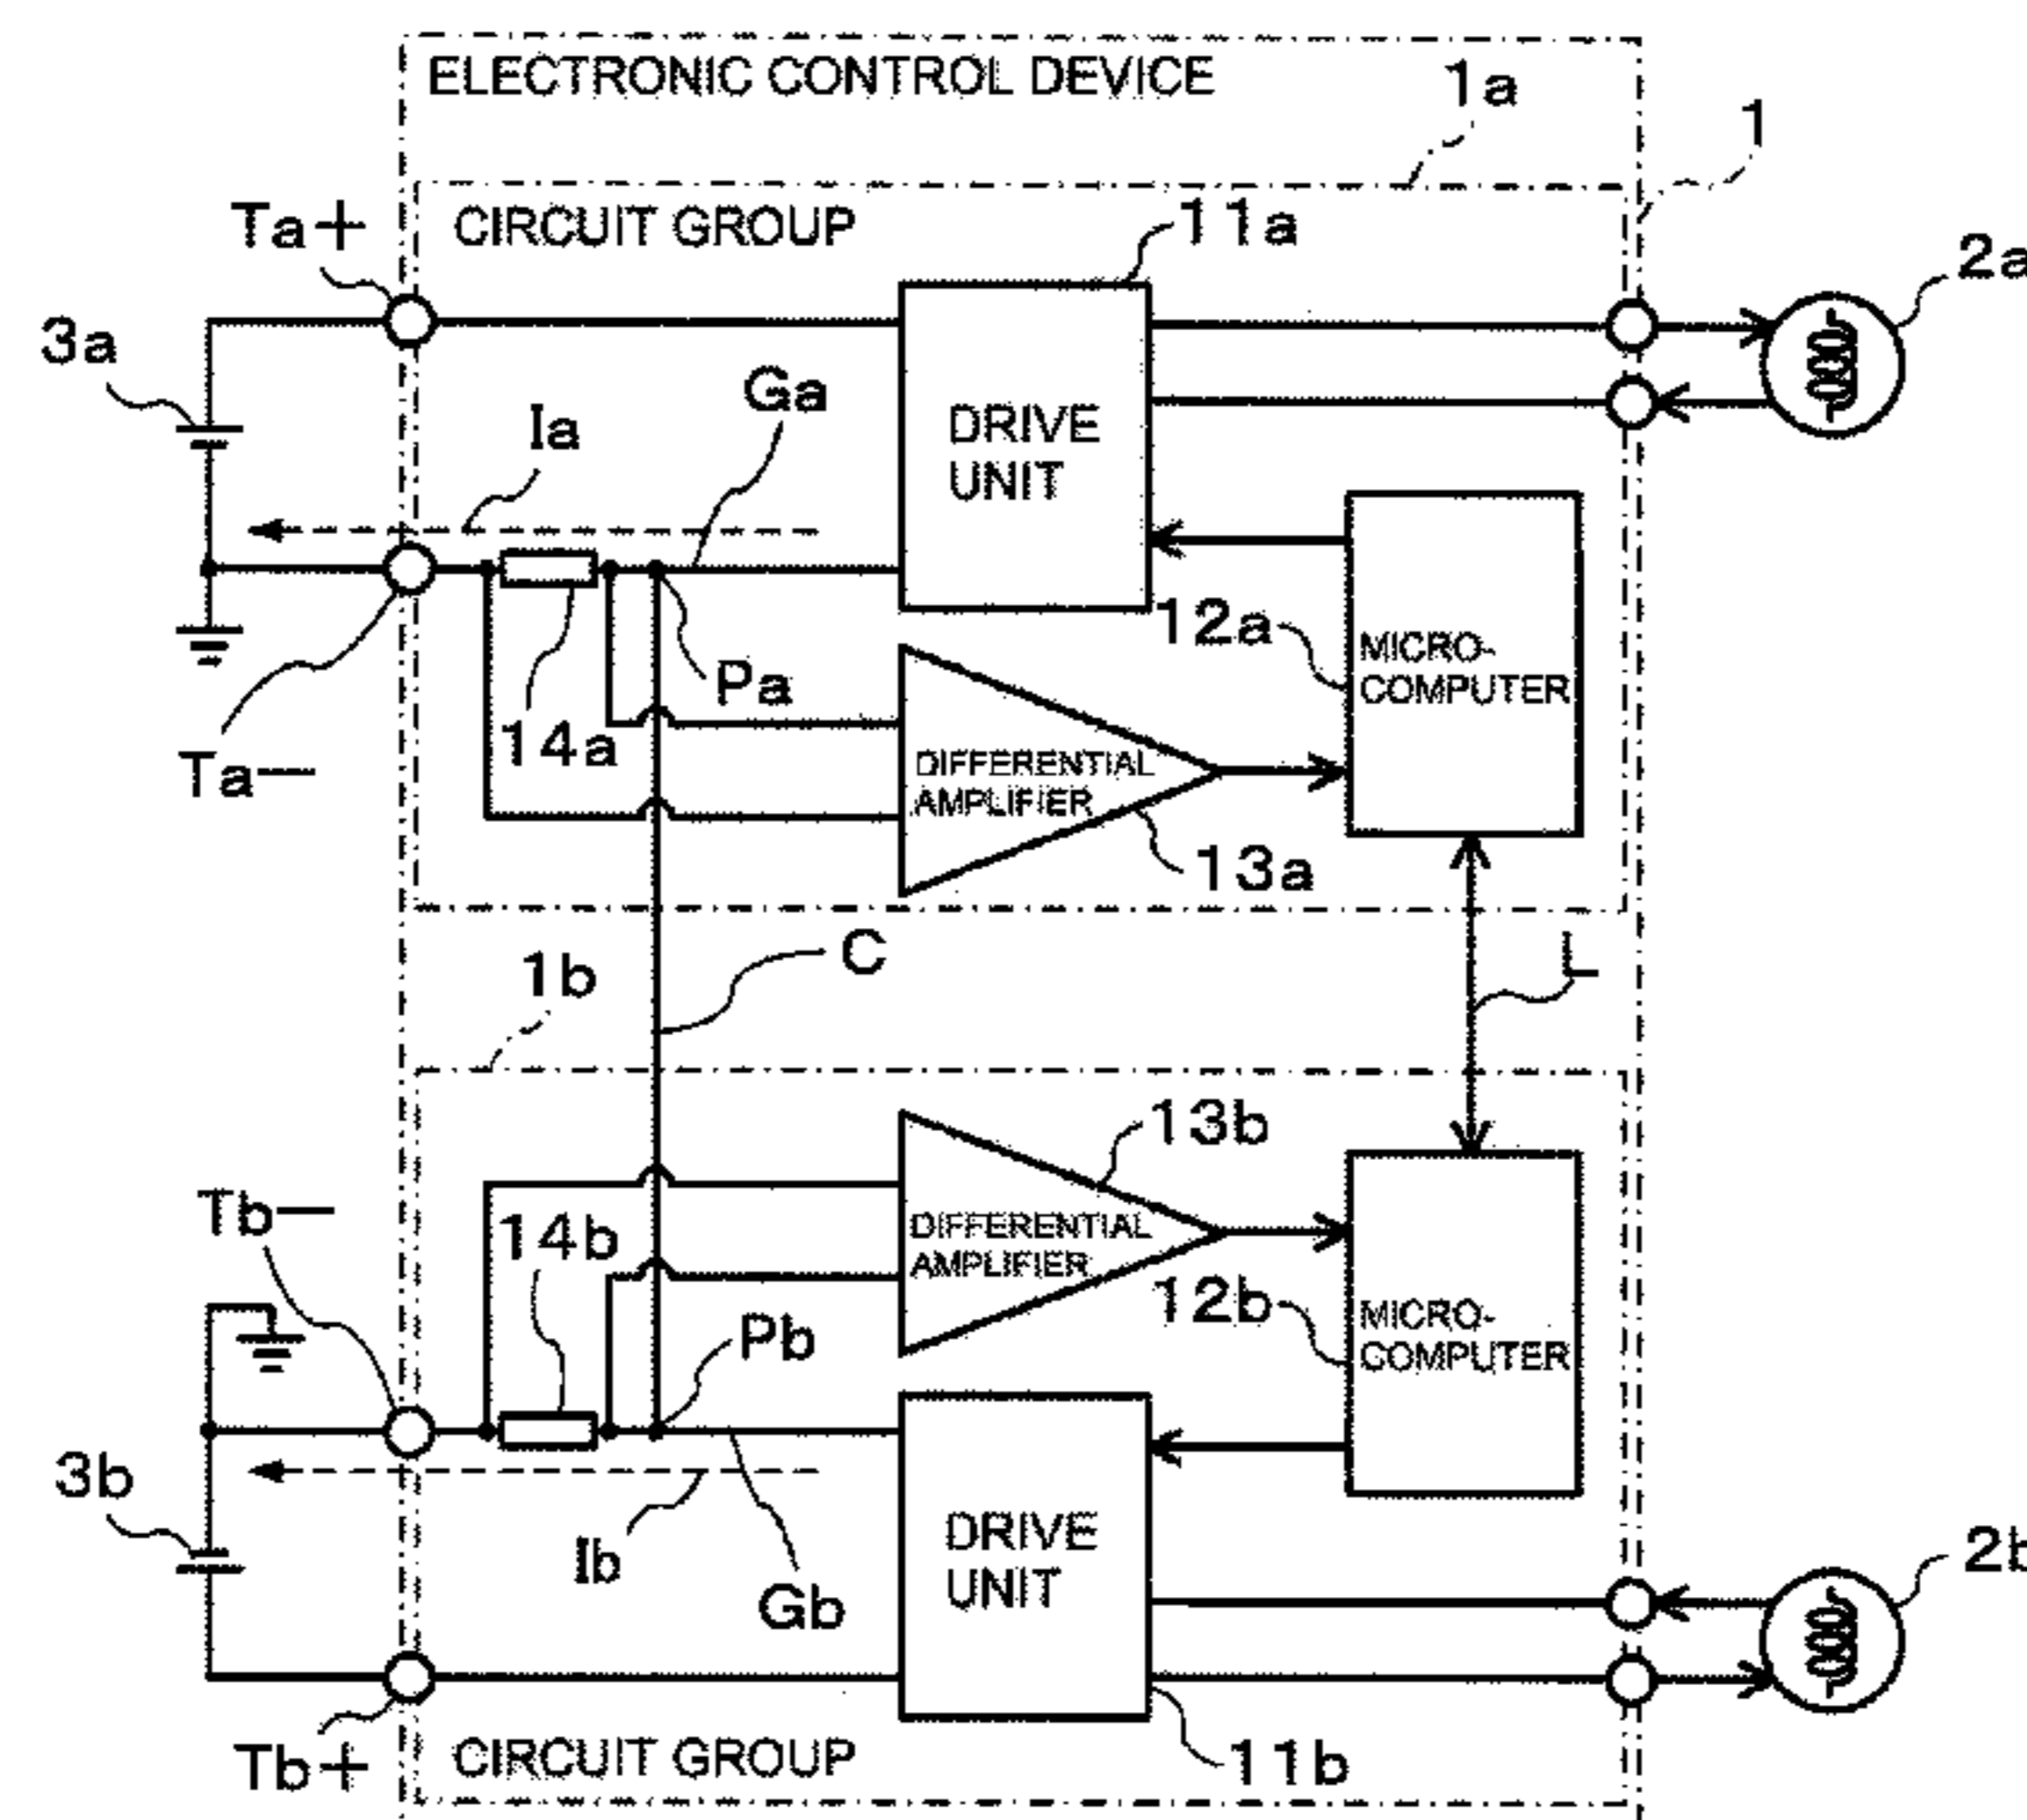 ELECTRONIC CONTROL DEVICE
1a
1
CIRCUIT GROUP
Ta+
11a
2a
3a
Ga
Ia
DRIVE
UNIT
12a
MICRO-
COMPUTER
Pa
14a
Ta—
DIFFERENTIAL
AMPLIFIER
13a
C
L
1b
13b
Tb—
14b
DIFFERENTIAL
AMPLIFIER
12b
MICRO-
COMPUTER
Pb
3b
Ib
Gb
DRIVE
UNIT
2b
Tb+
CIRCUIT GROUP
11b